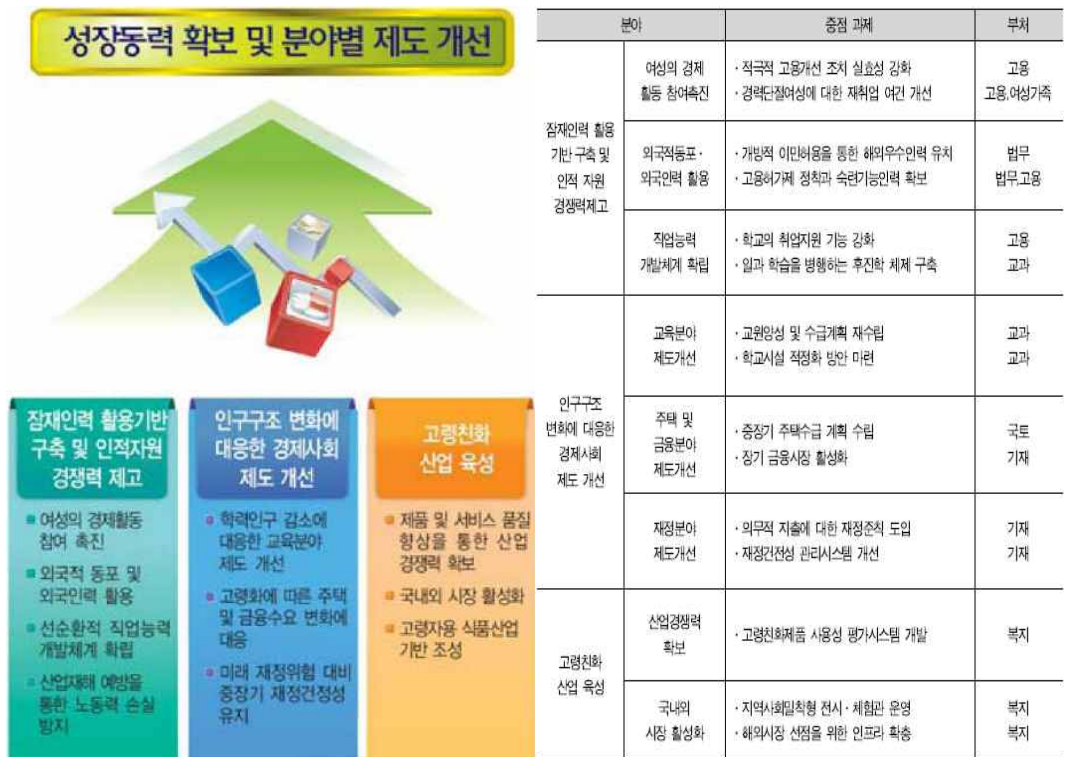 성장동력 확보 및 분야별 제도 개선
잠재인력 활용기반
구축 및 인적자원
경쟁력 제고
여성의 경제활동
참여 촉진
외국적 동포 및
외국인력 활용
선순환적 직업능력
개발체계 확립
산업재해 예방을
통한 노동력 손실
방지
인구구조 변화에
대응한 경제사회
제도 개선
학력인구 감소에
대응한 교육분야
제도 개선
고령화에 따른 주택
및 금융수요 변화에
대응
미래 재정위험 대비
중장기 재정건정성
유지
고령친화
산업 육성
제품 및 서비스 품질
향상을 통한 산업
경쟁력 확보
국내외 시장 활성화
고령자용 식품산업
기반 조성
분야 중점 과제 부처
잠재인력 활용
기반 구축 및
인적 자원
경쟁력제고
여성의 경제
활동 참여촉진
· 적극적 고용개선 조치 실효성 강화
· 경력단절여성에 대한 재취업 여건 개선
고용
고용,여성가족
외국적동포·
외국인력 활용
· 개방적 이민허용을 통한 해외우수인력 유치
· 고용허가제 정착과 숙련기능인력 확보
법무
법무,고용
직업능력
개발체계 확립
· 학교의 취업지원 기능 강화
· 일과 학습을 병행하는 후진학 체제 구축
고용
교과
인구구조
변화에 대응한
경제사회
제도 개선
교육분야
제도개선
· 교원양성 및 수급계획 재수립
· 학교시설 적정화 방안 마련
교과
교과
주택 및
금융분야
제도개선
· 중장기 주택수급 계획 수립
· 장기 금융시장 활성화
국토
기재
재정분야
제도개선
· 의무적 지출에 대한 재정준칙 도입
· 재정건전성 관리시스템 개선
기재
기재
고령친화
산업 육성
산업경쟁력
확보
· 고령친화제품 사용성 평가시스템 개발
복지
국내외
시장 활성화
· 지역사회밀착형 전시·체험관 운영
· 해외시장 선점을 위한 인프라 확충
복지
복지